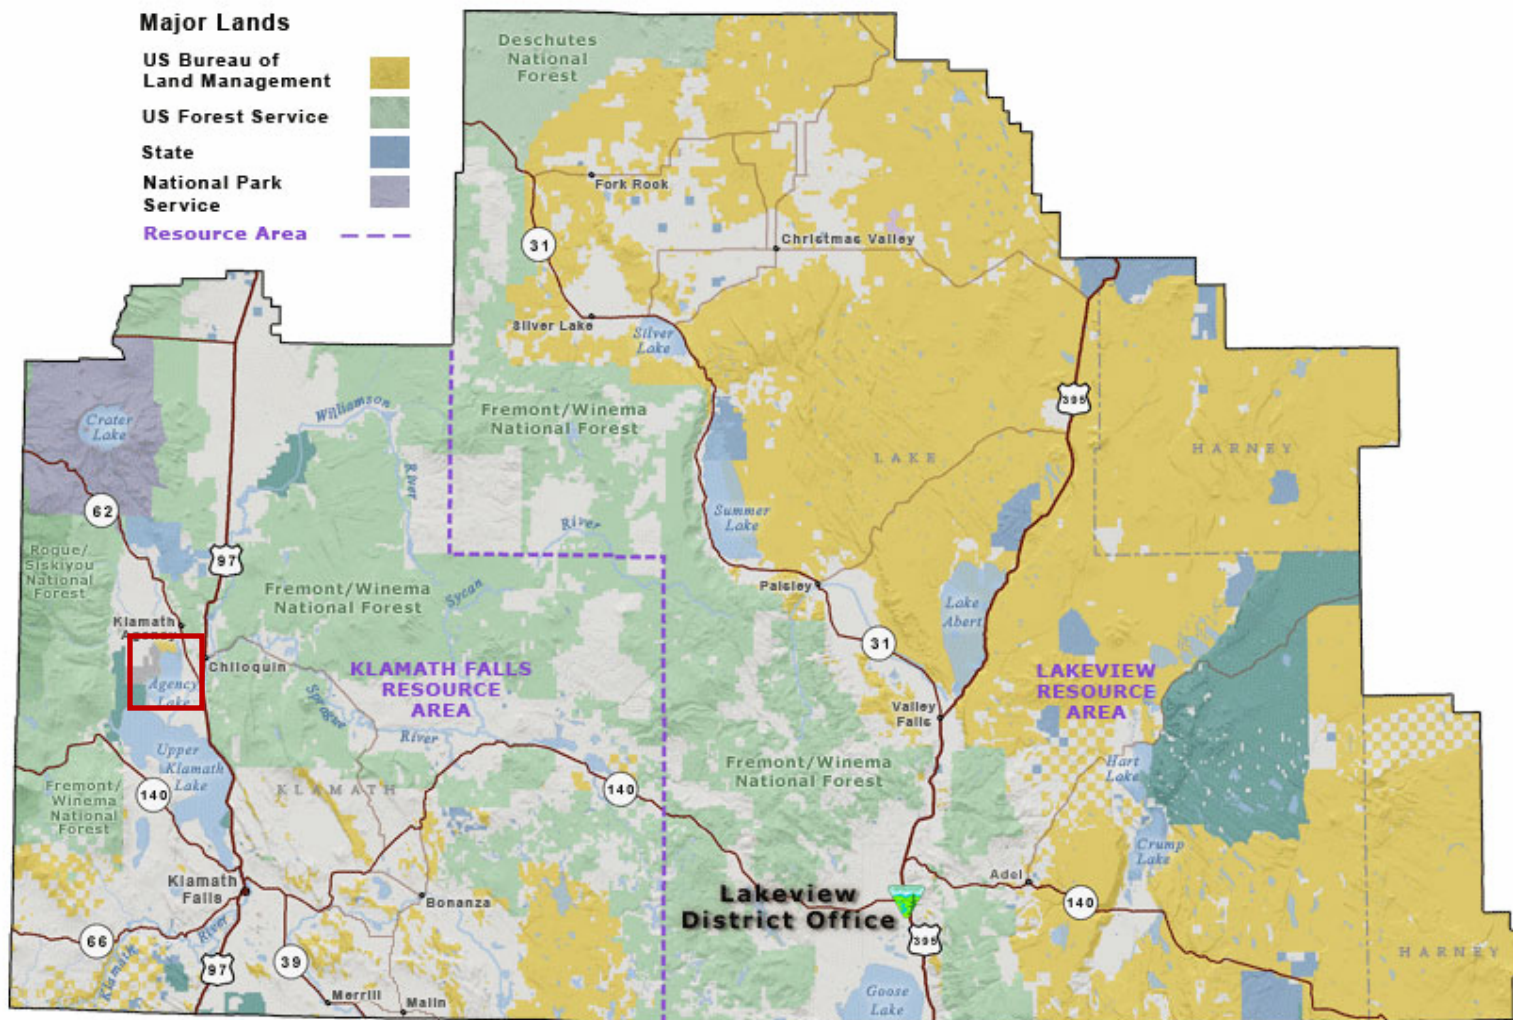 Major Lands
US Bureau of
Land Management
US Forest Service
State
National Park
Service
Resource Area
Deschutes
National
Forest
Fork Rock
31
Christmas Valley
Silver Lake
Silver
Lake
395
Crater
Lake
Williamson
River
Fremont/Winema
National Forest
LAKE
HARNEY
62
Summer
Lake
River
Rogue/
Siskiyou
National
Forest
97
Fremont/Winema
National Forest
Sycan
Paisley
Lake
Abert
Klamath
Agency
31
Chiloquin
KLAMATH FALLS
RESOURCE
AREA
LAKEVIEW
RESOURCE
AREA
Agency
Lake
Sprague
River
Valley
Falls
Upper
Klamath
Lake
Fremont/Winema
National Forest
Hart
Lake
Fremont/
Winema
National
Forest
140
KLAMATH
140
Crump
Lake
Klamath
Falls
Bonanza
Lakeview
District Office
Adel
140
66
Klamath
River
97
39
395
HARNEY
Merrill
Malin
Goose
Lake